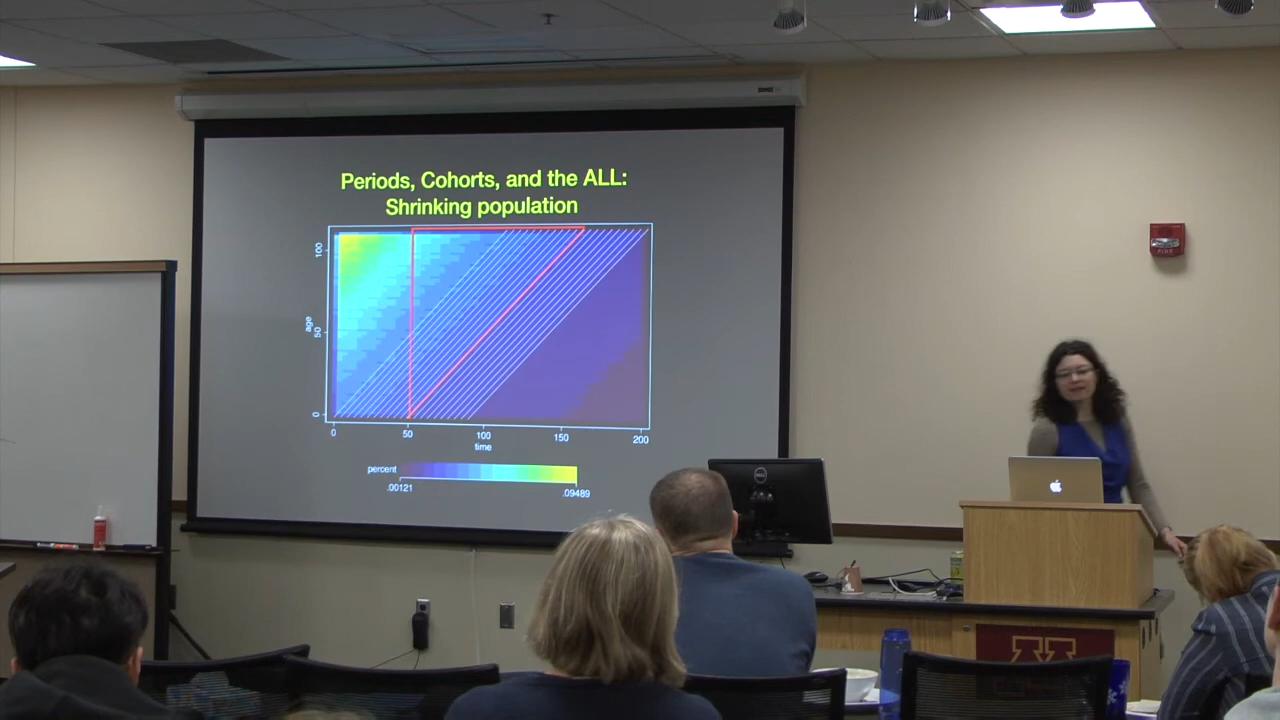 Periods, Cohorts, and the ALL:
Shrinking population
100
50
0
age
0 50 100 150 200
time
percent
.00121 .09489
FIRE
DELL
M